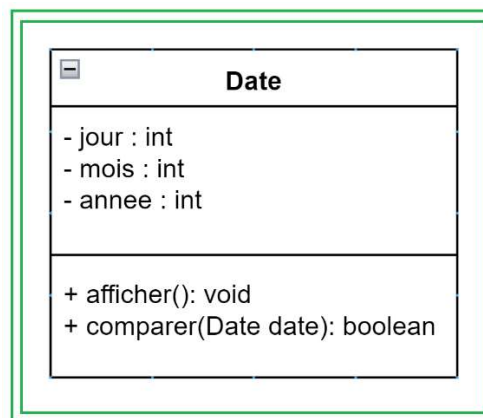 Date
- jour : int
- mois : int
- annee : int
+ afficher(): void
+ comparer(Date date): boolean